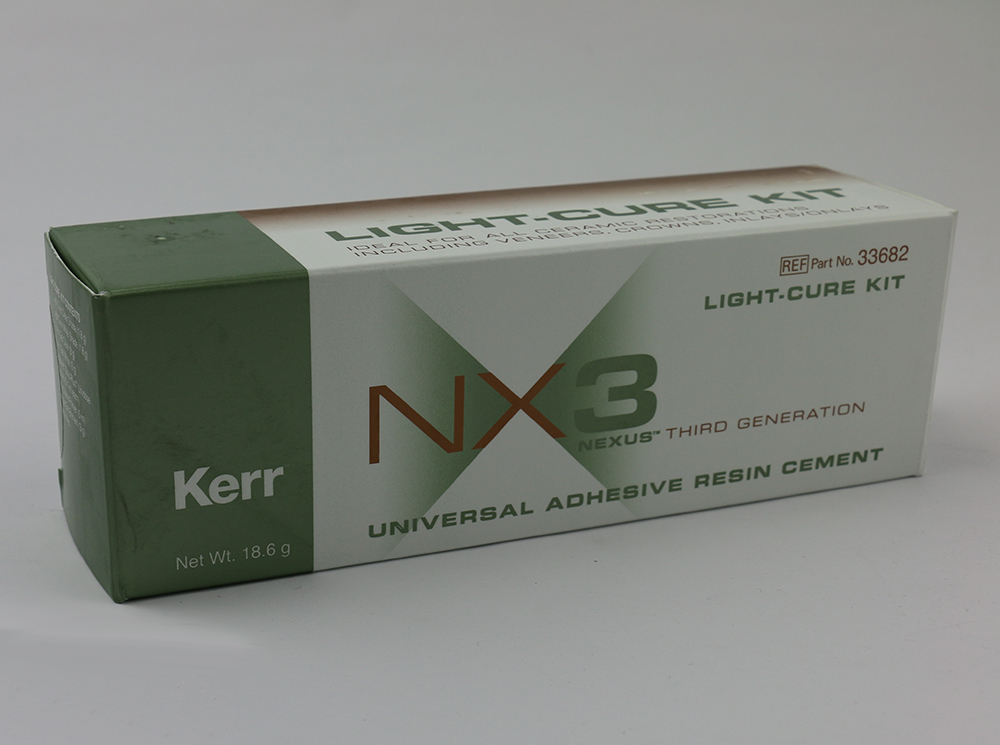 LIGHT-CURE KIT
IDEAL FOR ALL CERAMIC RESTORATIONS
INCLUDING VENEERS, CROWNS, INLAYS/ONLAYS
REF Part No. 33682
LIGHT-CURE KIT
NX3
NEXUS™ THIRD GENERATION
UNIVERSAL ADHESIVE RESIN CEMENT
Kerr
Net Wt. 18.6 g